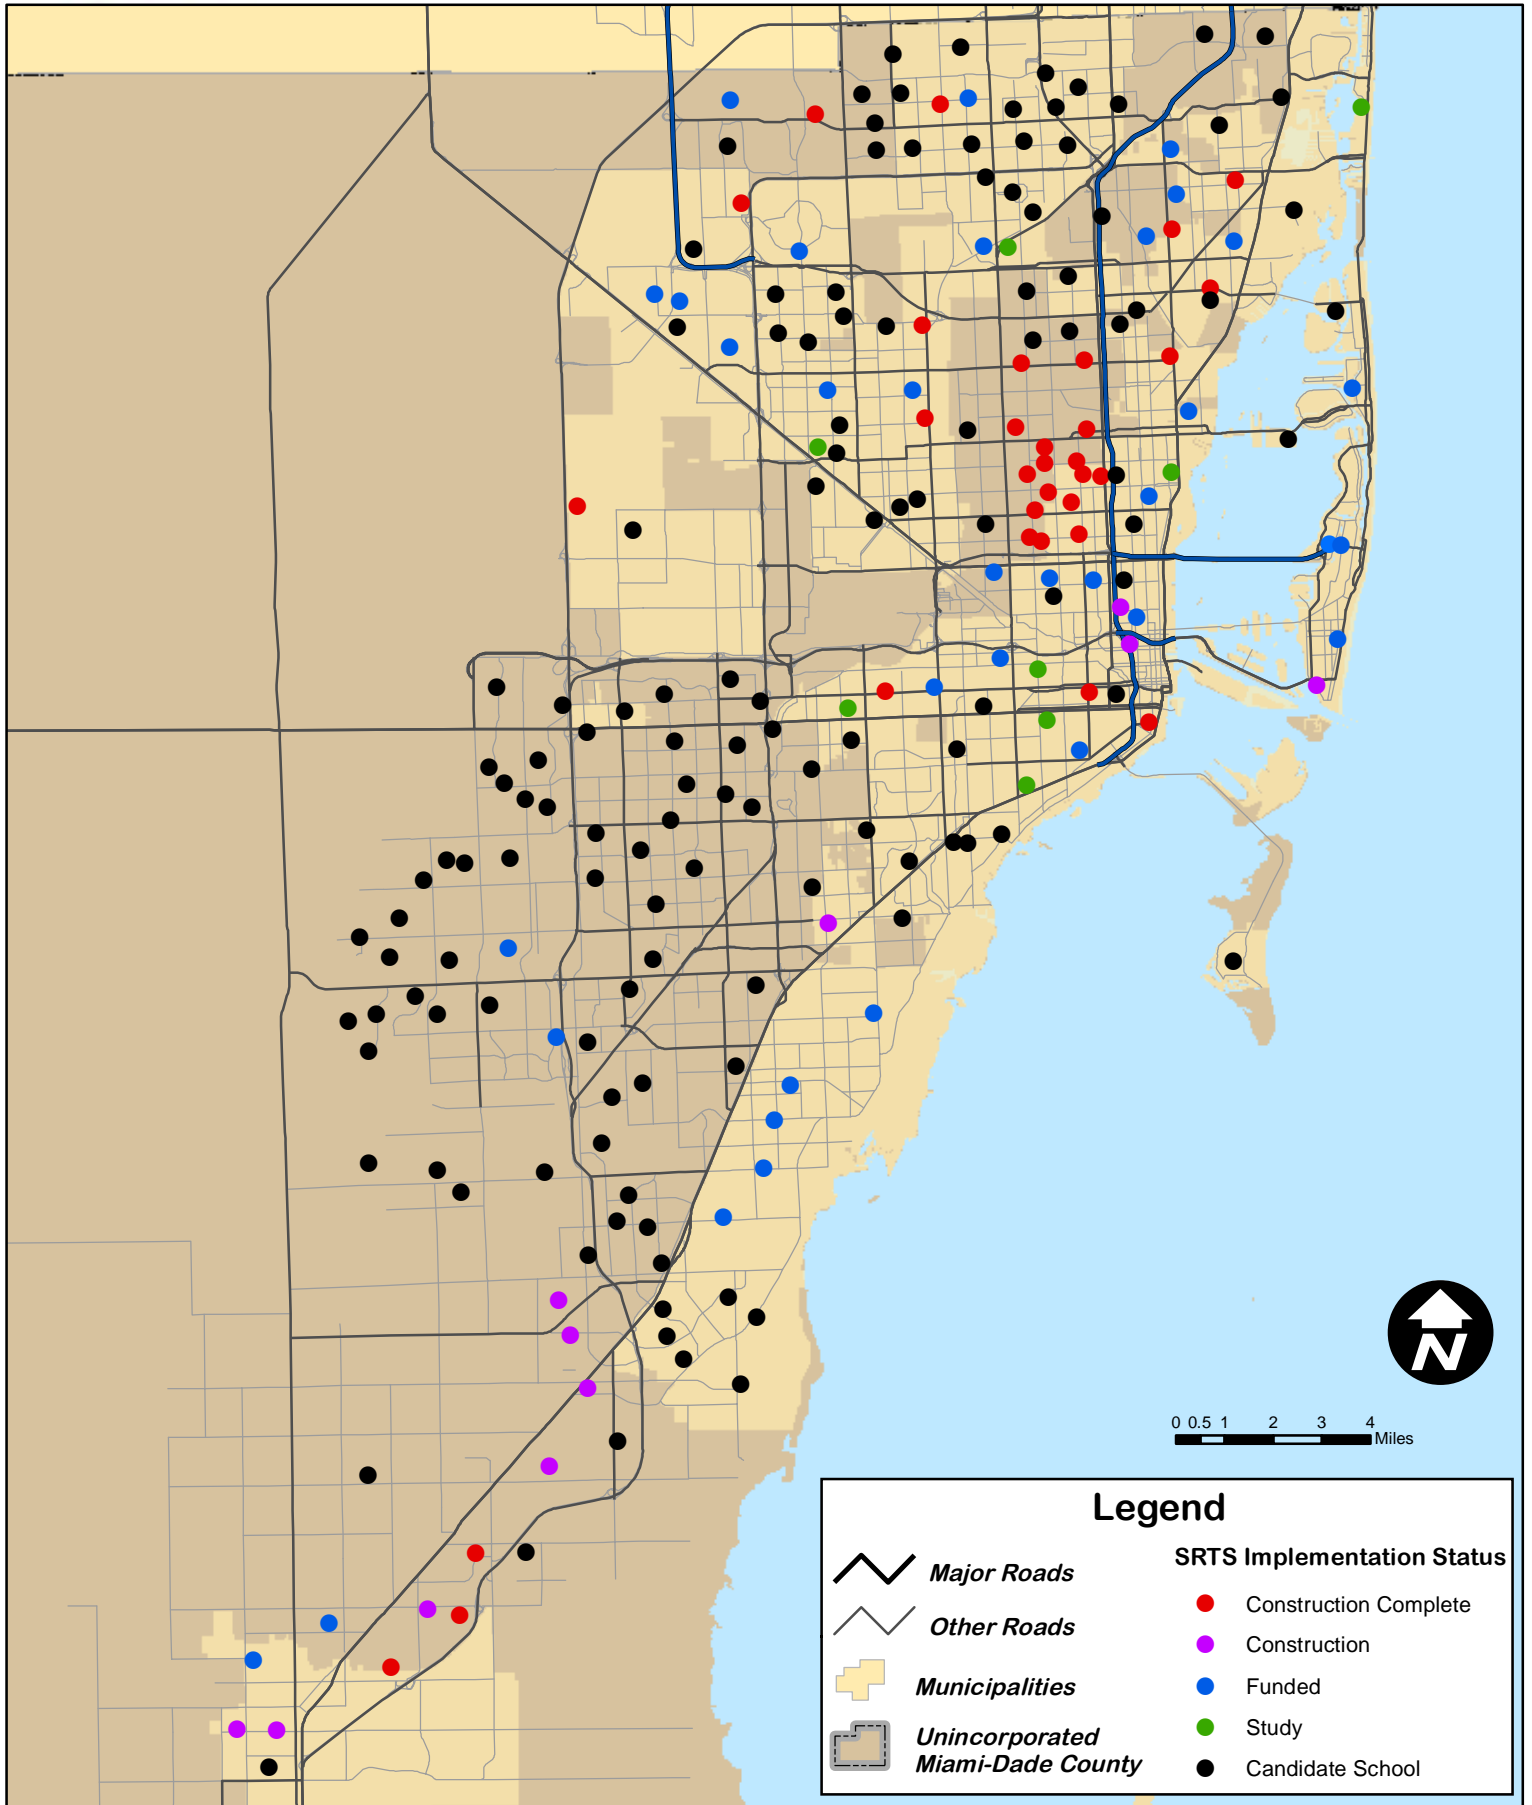 N
0 0.5 1 2 3 4
Miles
Legend
SRTS Implementation Status
Major Roads
Other Roads
Municipalities
Unincorporated
Miami-Dade County
Construction Complete
Construction
Funded
Study
Candidate School